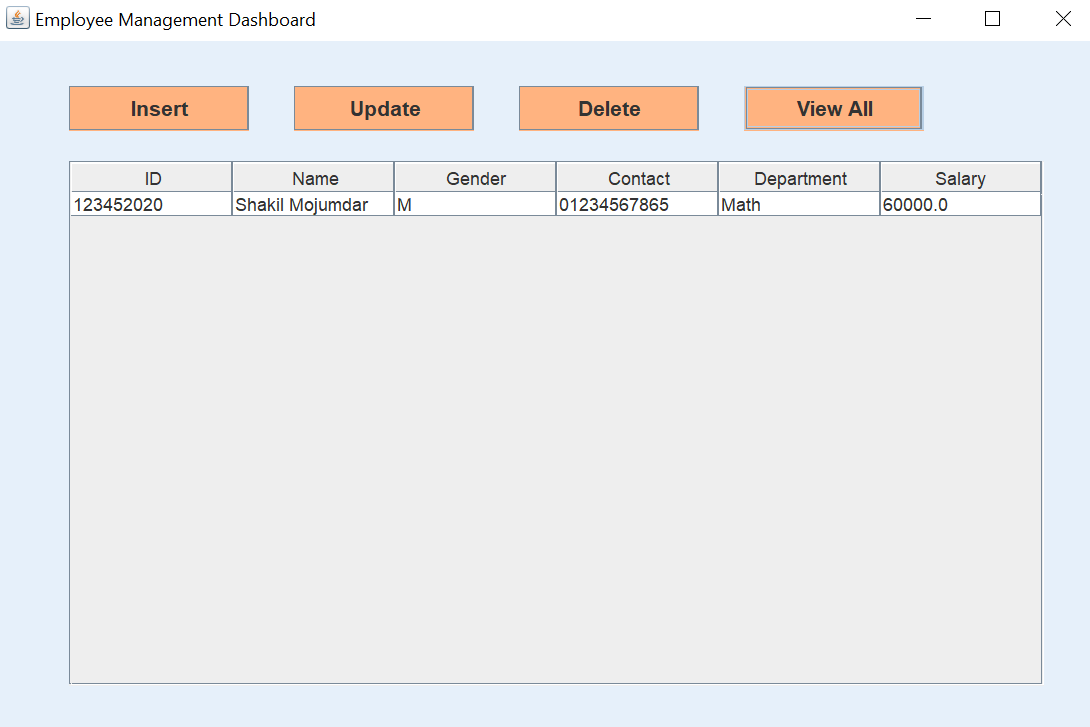 Employee Management Dashboard
Insert Update Delete View All
ID Name Gender Contact Department Salary
123452020 Shakil Mojumdar M 01234567865 Math 60000.0